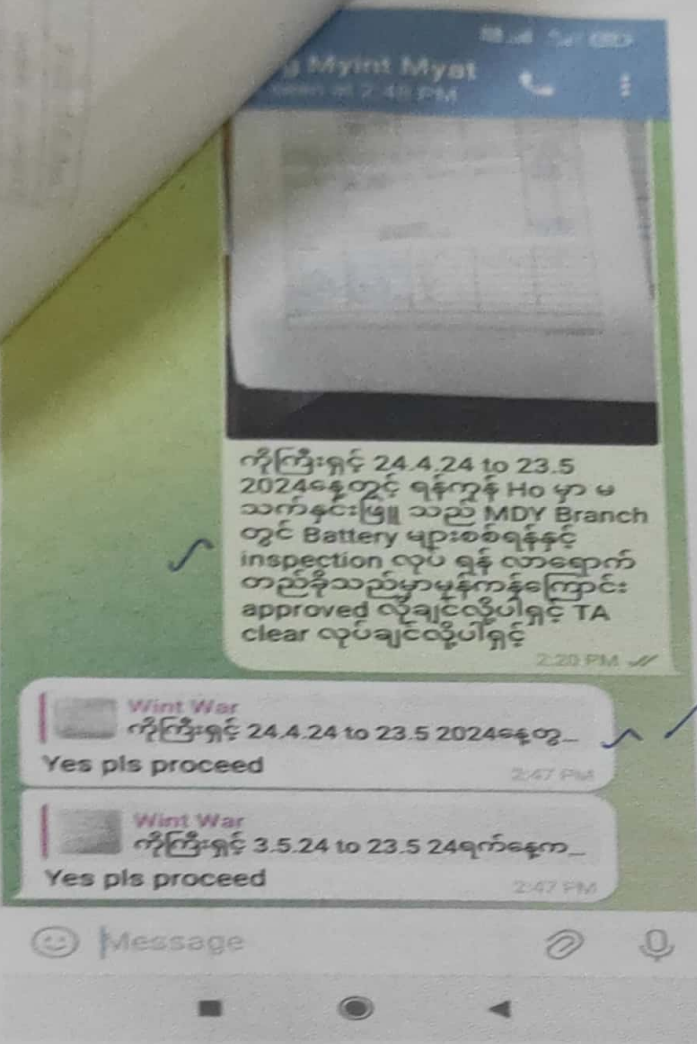 Myint Myat
seen at 2:48 PM
ကိုကြီးရှင့် 24.4.24 to 23.5
2024နေ့တွင် ရန်ကုန် Ho မှာ မ
သက်နှင်းဖြူ သည် MDY Branch
တွင် Battery များစစ်ရန်နှင့်
inspection လုပ် ရန် လာရောက်
တည်ခိုသည်မှာမှန်ကန်ကြောင်း
approved လိုချင်လို့ပါရှင့် TA
clear လုပ်ချင်လို့ပါရှင့်
2:20 PM
Wint War
ကိုကြီးရှင့် 24.4.24 to 23.5 2024နေ့တွ...
Yes pls proceed
2:47 PM
Wint War
ကိုကြီးရှင့် 3.5.24 to 23.5 24ရက်နေ့က...
Yes pls proceed
2:47 PM
Message